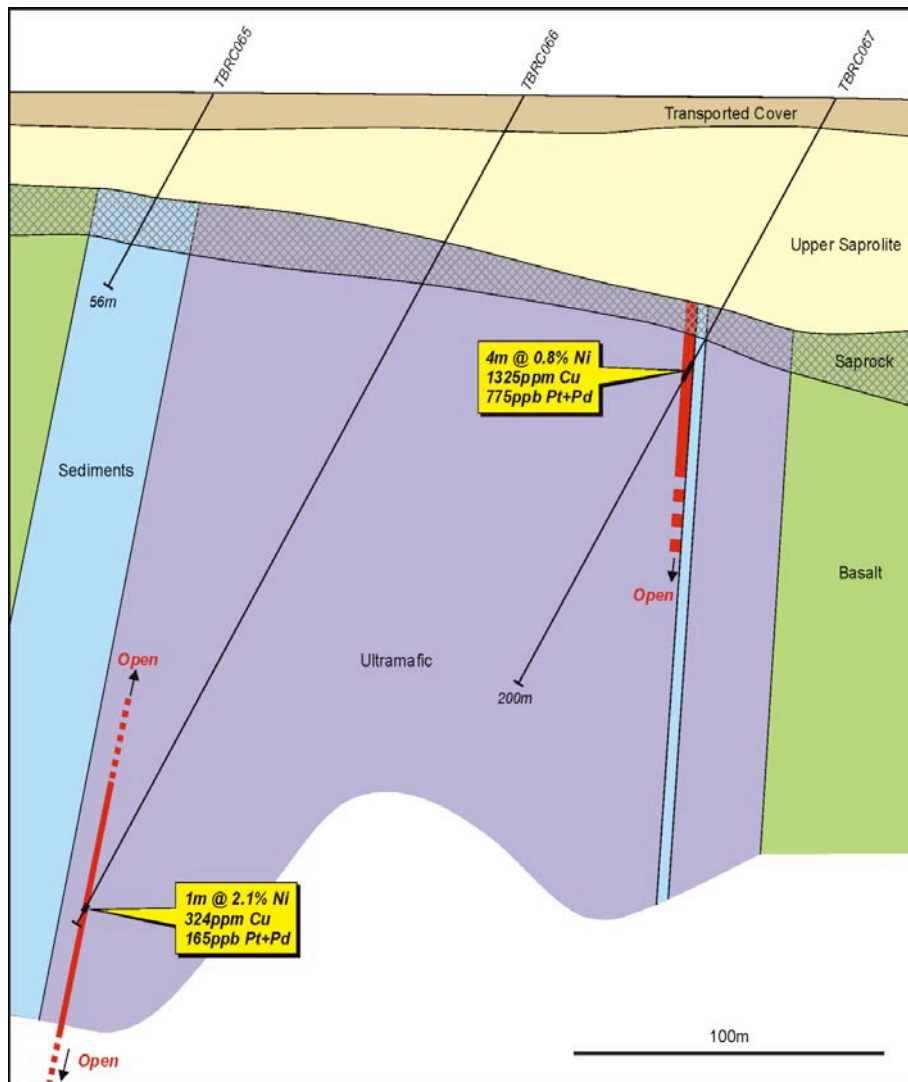 TBRC065
TBRC066
TBRC067
Transported Cover
Upper Saprolite
56m
4m @ 0.8% Ni
1325ppm Cu
775ppb Pt+Pd
Saprock
Sediments
Basalt
Open
Open
Ultramafic
200m
1m @ 2.1% Ni
324ppm Cu
165ppb Pt+Pd
100m
Open